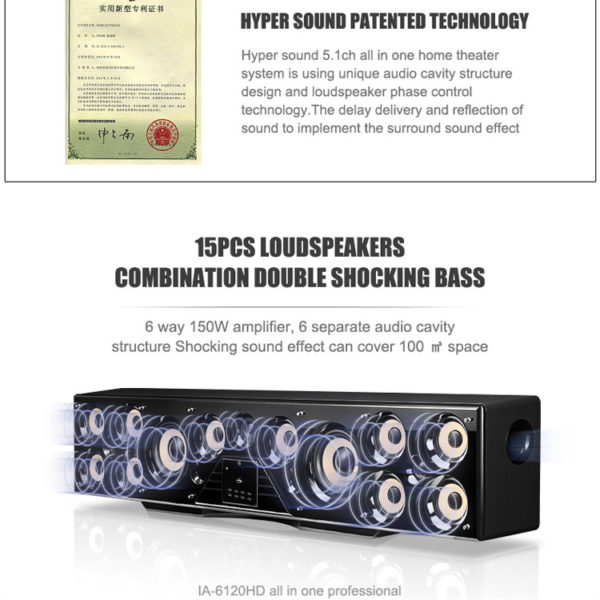 实用新型专利证书
HYPER SOUND PATENTED TECHNOLOGY
Hyper sound 5.1ch all in one home theater
system is using unique audio cavity structure
design and loudspeaker phase control
technology.The delay delivery and reflection of
sound to implement the surround sound effect
15PCS LOUDSPEAKERS
COMBINATION DOUBLE SHOCKING BASS
6 way 150W amplifier, 6 separate audio cavity
structure Shocking sound effect can cover 100 ㎡ space
IA-6120HD all in one professional